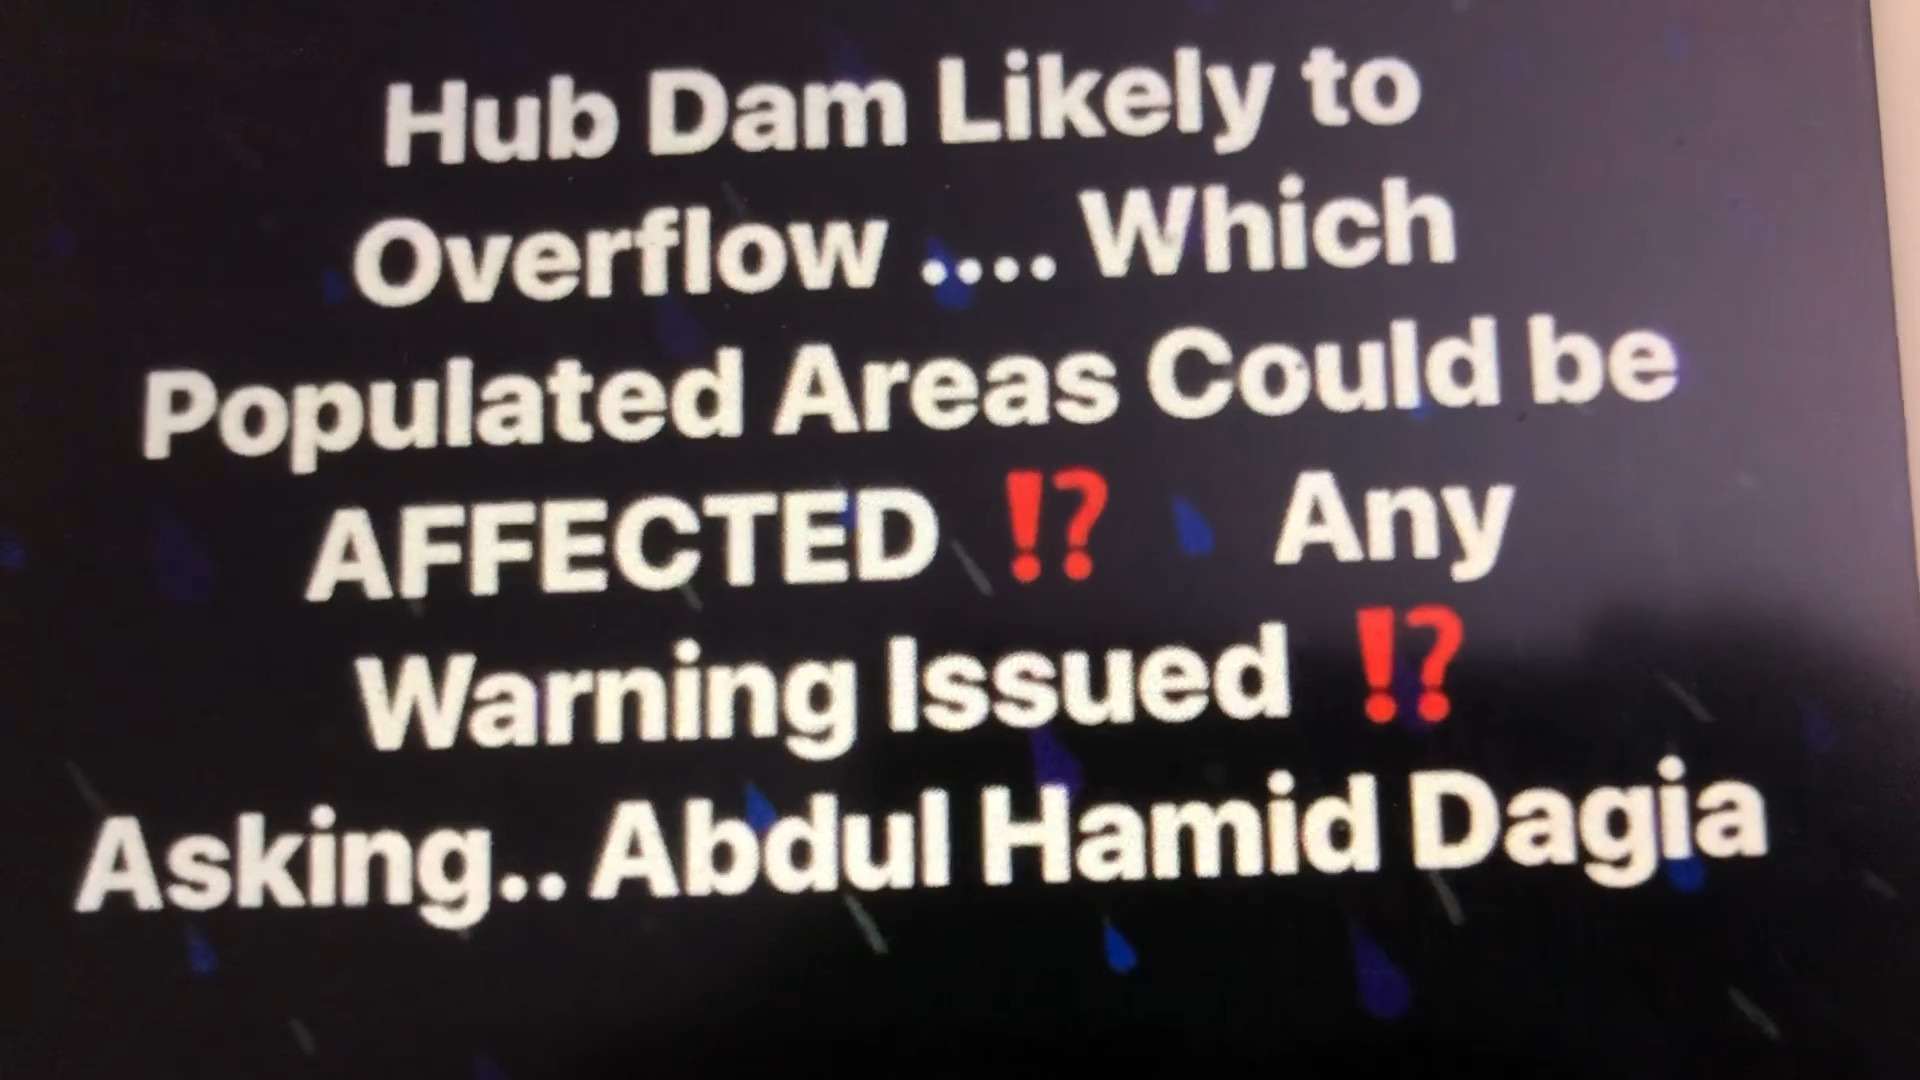 Hub Dam Likely to
Overflow .... Which
Populated Areas Could be
AFFECTED ⁉️ Any
Warning Issued ⁉️
Asking.. Abdul Hamid Dagia